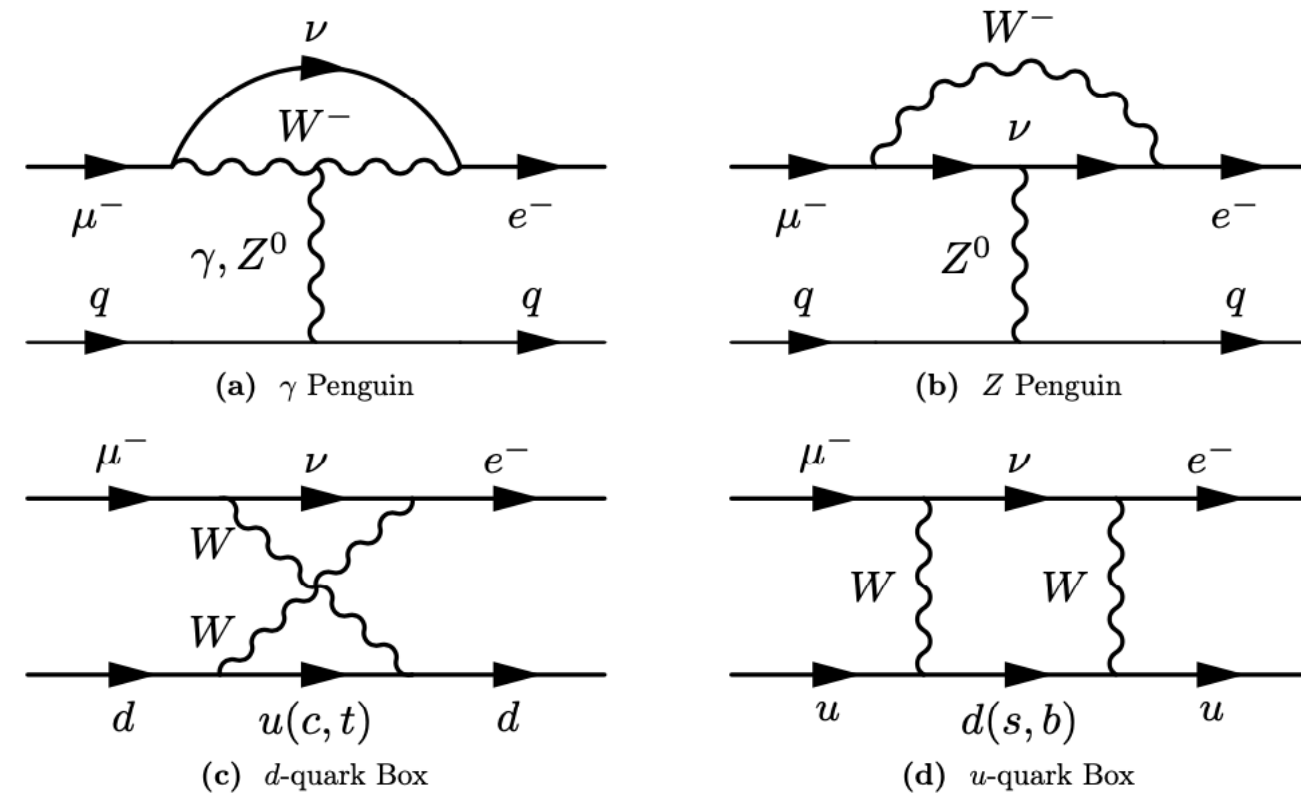 ν
W⁻
μ⁻
e⁻
γ, Z⁰
q
q
(a) γ Penguin
W⁻
ν
μ⁻
e⁻
Z⁰
q
q
(b) Z Penguin
μ⁻
ν
e⁻
W
W
d
u(c, t)
d
(c) d-quark Box
μ⁻
ν
e⁻
W
W
u
d(s, b)
u
(d) u-quark Box